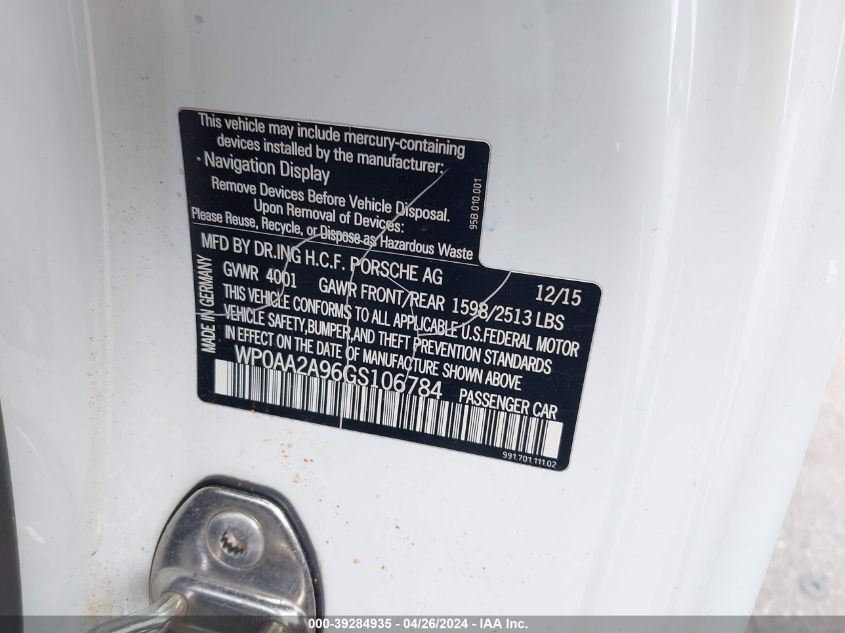 This vehicle may include mercury-containing
devices installed by the manufacturer:
· Navigation Display
Remove Devices Before Vehicle Disposal.
Upon Removal of Devices:
Please Reuse, Recycle, or Dispose as Hazardous Waste
95B.010.001
MADE IN GERMANY
MFD BY DR.ING H.C.F. PORSCHE AG
12/15
GVWR 4001 GAWR FRONT/REAR 1598/2513 LBS
THIS VEHICLE CONFORMS TO ALL APPLICABLE U.S.FEDERAL MOTOR
VEHICLE SAFETY,BUMPER,AND THEFT PREVENTION STANDARDS
IN EFFECT ON THE DATE OF MANUFACTURE SHOWN ABOVE
WP0AA2A96GS106784 PASSENGER CAR
991.701.111.02
000-39284935 - 04/26/2024 - IAA Inc.